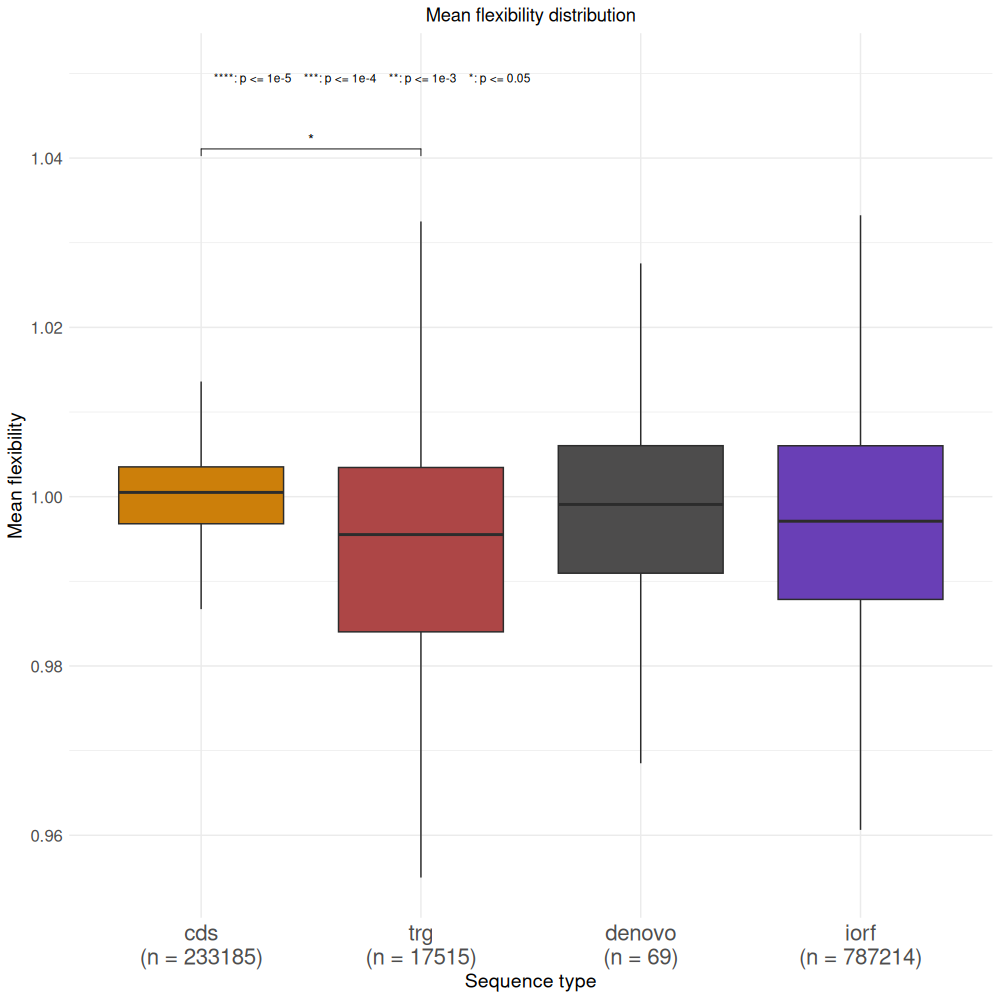 Mean flexibility distribution
****: p <= 1e-5 ***: p <= 1e-4 **: p <= 1e-3 *: p <= 0.05
*
1.04
1.02
1.00
0.98
0.96
Mean flexibility
cds trg denovo iorf
(n = 233185) (n = 17515) (n = 69) (n = 787214)
Sequence type